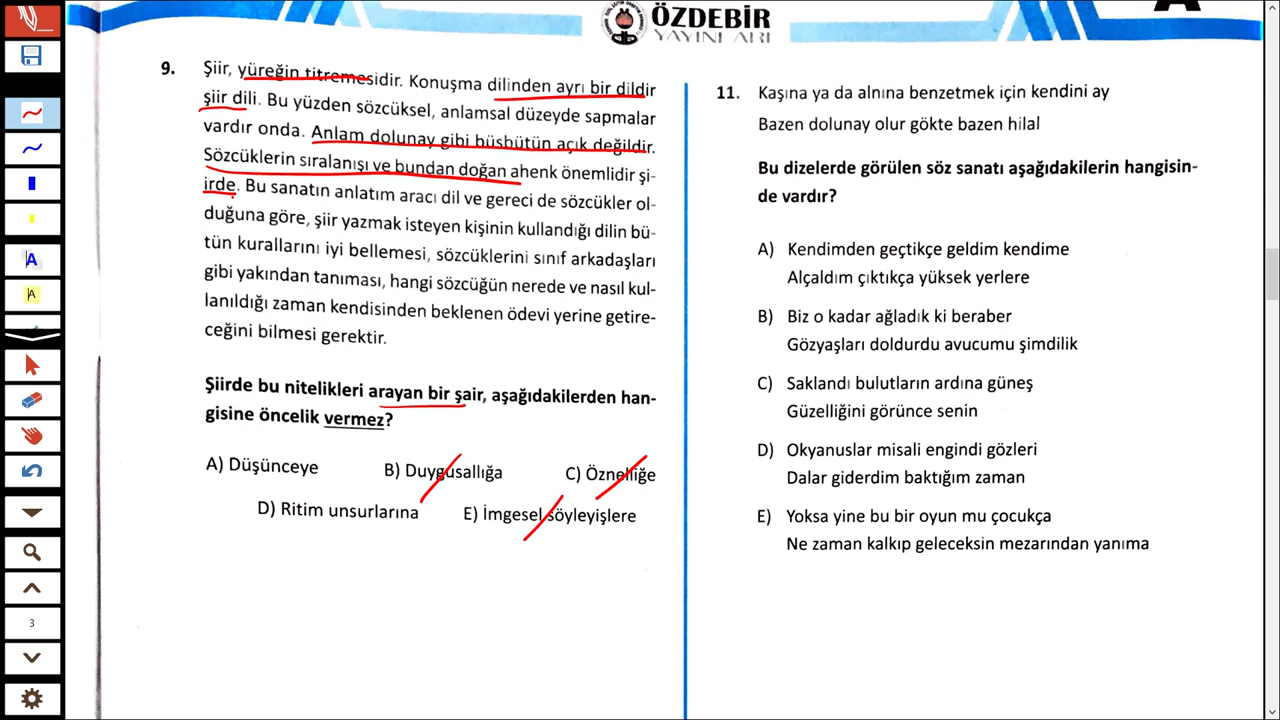 ÖZDEBİR
YAYINLARI
A
9. Şiir, yüreğin titremesidir. Konuşma dilinden ayrı bir dildir
şiir dili. Bu yüzden sözcüksel, anlamsal düzeyde sapmalar
vardır onda. Anlam dolunay gibi büsbütün açık değildir.
Sözcüklerin sıralanışı ve bundan doğan ahenk önemlidir şi-
irde. Bu sanatın anlatım aracı dil ve gereci de sözcükler ol-
duğuna göre, şiir yazmak isteyen kişinin kullandığı dilin bü-
tün kurallarını iyi bellemesi, sözcüklerini sınıf arkadaşları
gibi yakından tanıması, hangi sözcüğün nerede ve nasıl kul-
lanıldığı zaman kendisinden beklenen ödevi yerine getire-
ceğini bilmesi gerektir.
Şiirde bu nitelikleri arayan bir şair, aşağıdakilerden han-
gisine öncelik vermez?
A) Düşünceye B) Duygusallığa C) Öznelliğe
D) Ritim unsurlarına E) İmgesel söyleyişlere
11. Kaşına ya da alnına benzetmek için kendini ay
Bazen dolunay olur gökte bazen hilal
Bu dizelerde görülen söz sanatı aşağıdakilerin hangisin-
de vardır?
A) Kendimden geçtikçe geldim kendime
Alçaldım çıktıkça yüksek yerlere
B) Biz o kadar ağladık ki beraber
Gözyaşları doldurdu avucumu şimdilik
C) Saklandı bulutların ardına güneş
Güzelliğini görünce senin
D) Okyanuslar misali engindi gözleri
Dalar giderdim baktığım zaman
E) Yoksa yine bu bir oyun mu çocukça
Ne zaman kalkıp geleceksin mezarından yanıma
A
A
3